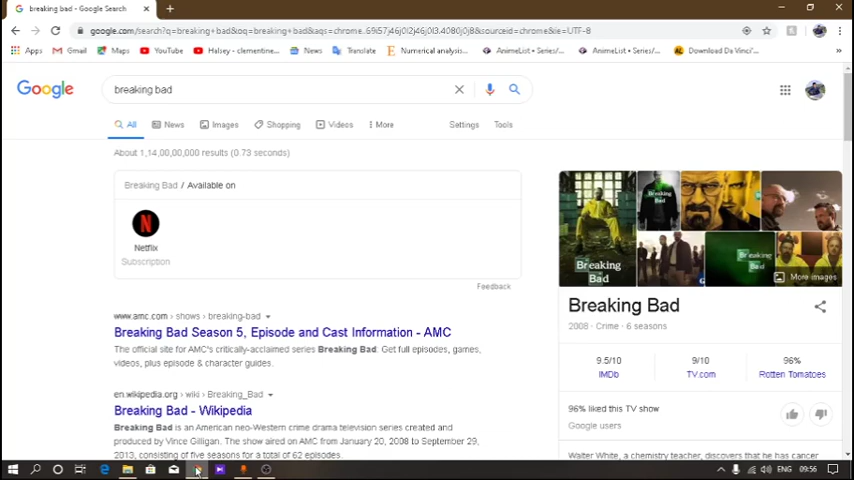 breaking bad - Google Search
google.com/search?q=breaking+bad&oq=breaking+bad&aqs=chrome..69i57j46j0l2j46j0l3.4080j0j8&sourceid=chrome&ie=UTF-8
Apps Gmail Maps YouTube Halsey - clementine... News Translate Numerical analysis... AnimeList • Series/... AnimeList • Series/... Download Da Vinci'...
Google breaking bad
All News Images Shopping Videos More Settings Tools
About 1,14,00,00,000 results (0.73 seconds)
Breaking Bad / Available on
Netflix
Subscription
Feedback
www.amc.com › shows › breaking-bad
Breaking Bad Season 5, Episode and Cast Information - AMC
The official site for AMC's critically-acclaimed series Breaking Bad. Get full episodes, games,
videos, plus episode & character guides.
en.wikipedia.org › wiki › Breaking_Bad
Breaking Bad - Wikipedia
Breaking Bad is an American neo-Western crime drama television series created and
produced by Vince Gilligan. The show aired on AMC from January 20, 2008 to September 29,
2013, consisting of five seasons for a total of 62 episodes.
Breaking
Bad
More images
Breaking Bad
2008 · Crime · 6 seasons
9.5/10 9/10 96%
IMDb TV.com Rotten Tomatoes
96% liked this TV show
Google users
Walter White, a chemistry teacher, discovers that he has cancer
ENG 09:56